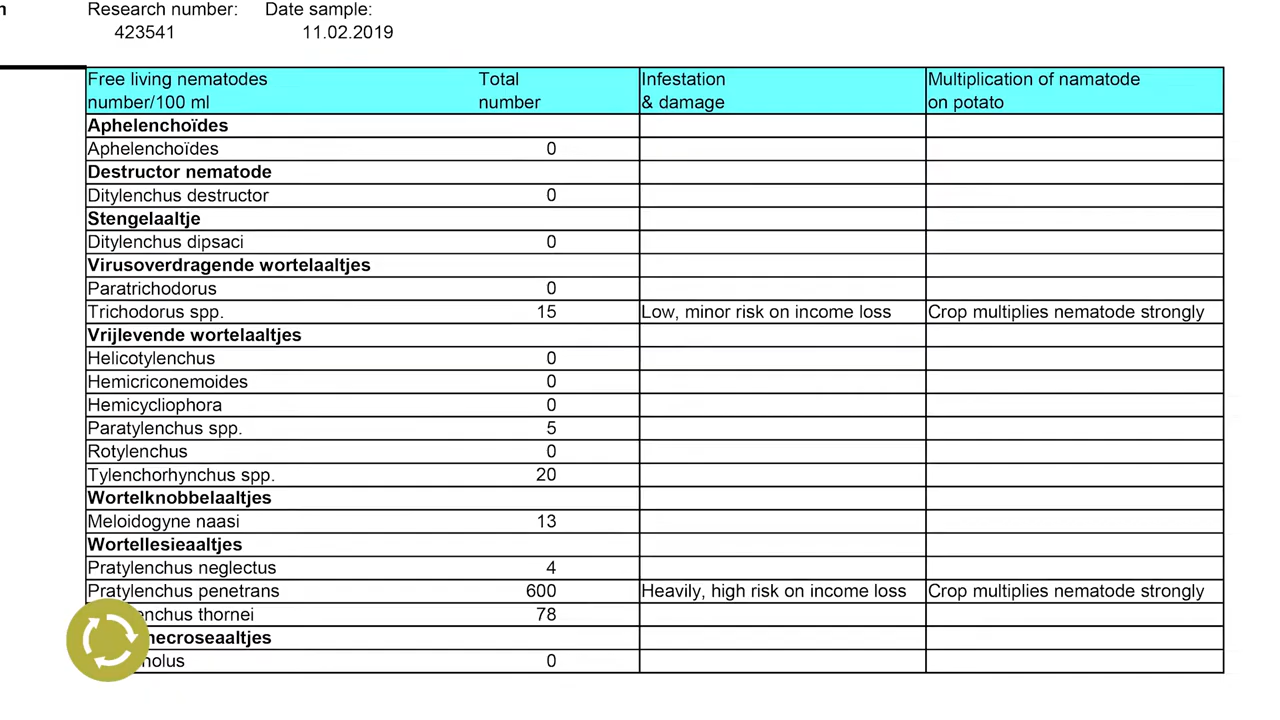 n
Research number: Date sample:
423541 11.02.2019
Free living nematodes Total Infestation Multiplication of namatode
number/100 ml number & damage on potato
Aphelenchoïdes
Aphelenchoïdes 0
Destructor nematode
Ditylenchus destructor 0
Stengelaaltje
Ditylenchus dipsaci 0
Virusoverdragende wortelaaltjes
Paratrichodorus 0
Trichodorus spp. 15 Low, minor risk on income loss Crop multiplies nematode strongly
Vrijlevende wortelaaltjes
Helicotylenchus 0
Hemicriconemoides 0
Hemicycliophora 0
Paratylenchus spp. 5
Rotylenchus 0
Tylenchorhynchus spp. 20
Wortelknobbelaaltjes
Meloidogyne naasi 13
Wortellesieaaltjes
Pratylenchus neglectus 4
Pratylenchus penetrans 600 Heavily, high risk on income loss Crop multiplies nematode strongly
enchus thornei 78
necroseaaltjes
holus 0